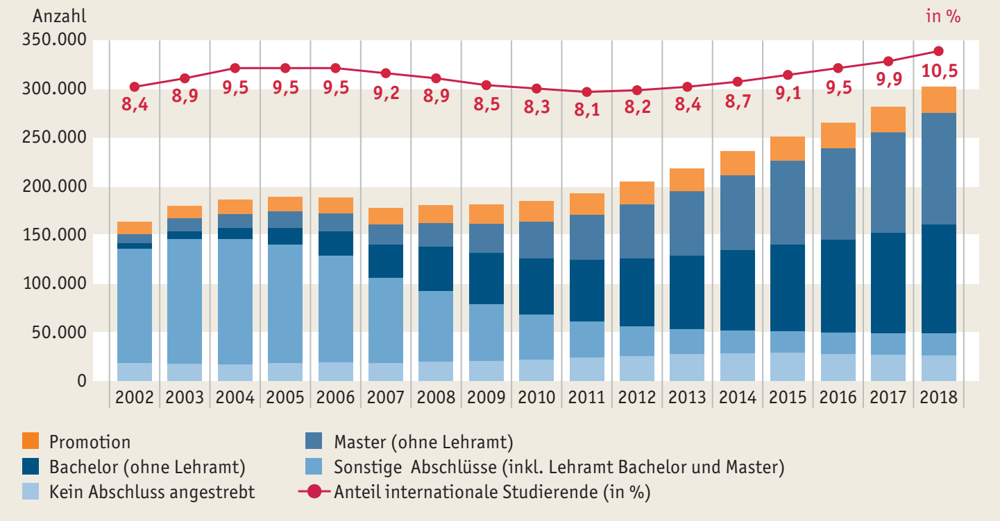 Anzahl in %
350.000
300.000
250.000
200.000
150.000
100.000
50.000
0
8,4 8,9 9,5 9,5 9,5 9,2 8,9 8,5 8,3 8,1 8,2 8,4 8,7 9,1 9,5 9,9 10,5
2002 2003 2004 2005 2006 2007 2008 2009 2010 2011 2012 2013 2014 2015 2016 2017 2018
Promotion
Master (ohne Lehramt)
Bachelor (ohne Lehramt)
Sonstige Abschlüsse (inkl. Lehramt Bachelor und Master)
Kein Abschluss angestrebt
Anteil internationale Studierende (in %)